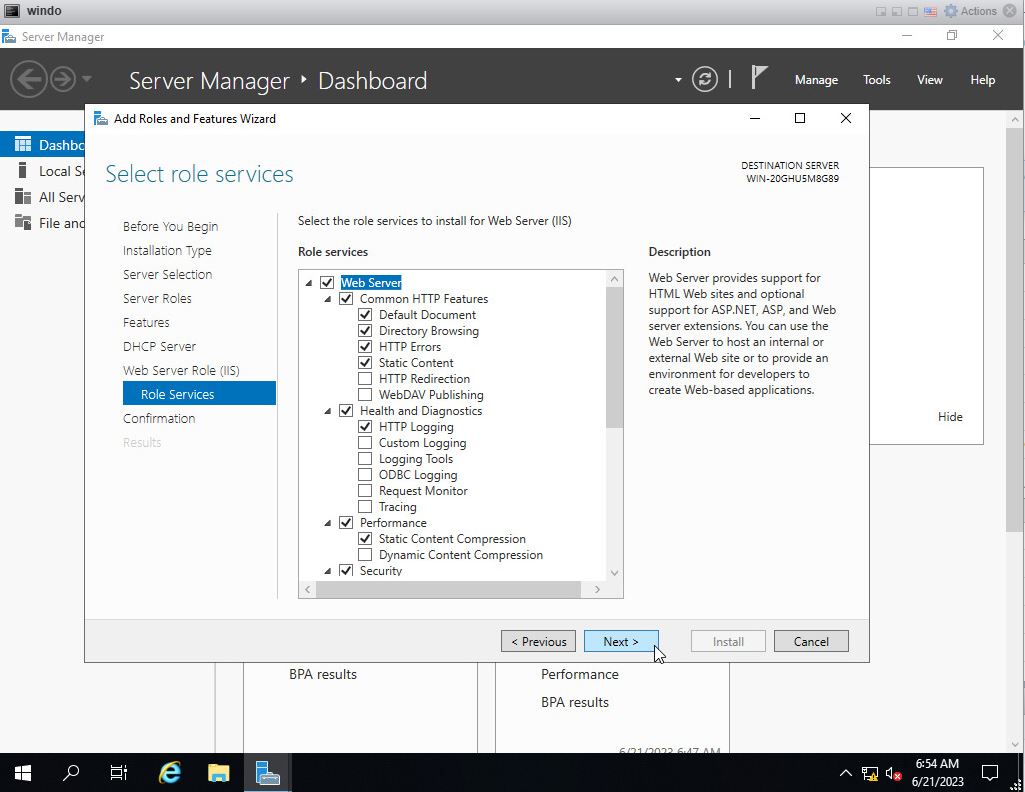 windo
Actions
Server Manager
Server Manager
Dashboard
Manage
Tools
View
Help
Add Roles and Features Wizard
Dashbo
Local Se
All Serv
File and
Select role services
DESTINATION SERVER
WIN-20GHU5M8G89
Before You Begin
Installation Type
Server Selection
Server Roles
Features
DHCP Server
Web Server Role (IIS)
Role Services
Confirmation
Results
Select the role services to install for Web Server (IIS)
Role services
Web Server
Common HTTP Features
Default Document
Directory Browsing
HTTP Errors
Static Content
HTTP Redirection
WebDAV Publishing
Health and Diagnostics
HTTP Logging
Custom Logging
Logging Tools
ODBC Logging
Request Monitor
Tracing
Performance
Static Content Compression
Dynamic Content Compression
Security
Description
Web Server provides support for
HTML Web sites and optional
support for ASP.NET, ASP, and Web
server extensions. You can use the
Web Server to host an internal or
external Web site or to provide an
environment for developers to
create Web-based applications.
Hide
< Previous
Next >
Install
Cancel
BPA results
Performance
BPA results
6/21/2023 6:47 AM
6:54 AM
6/21/2023